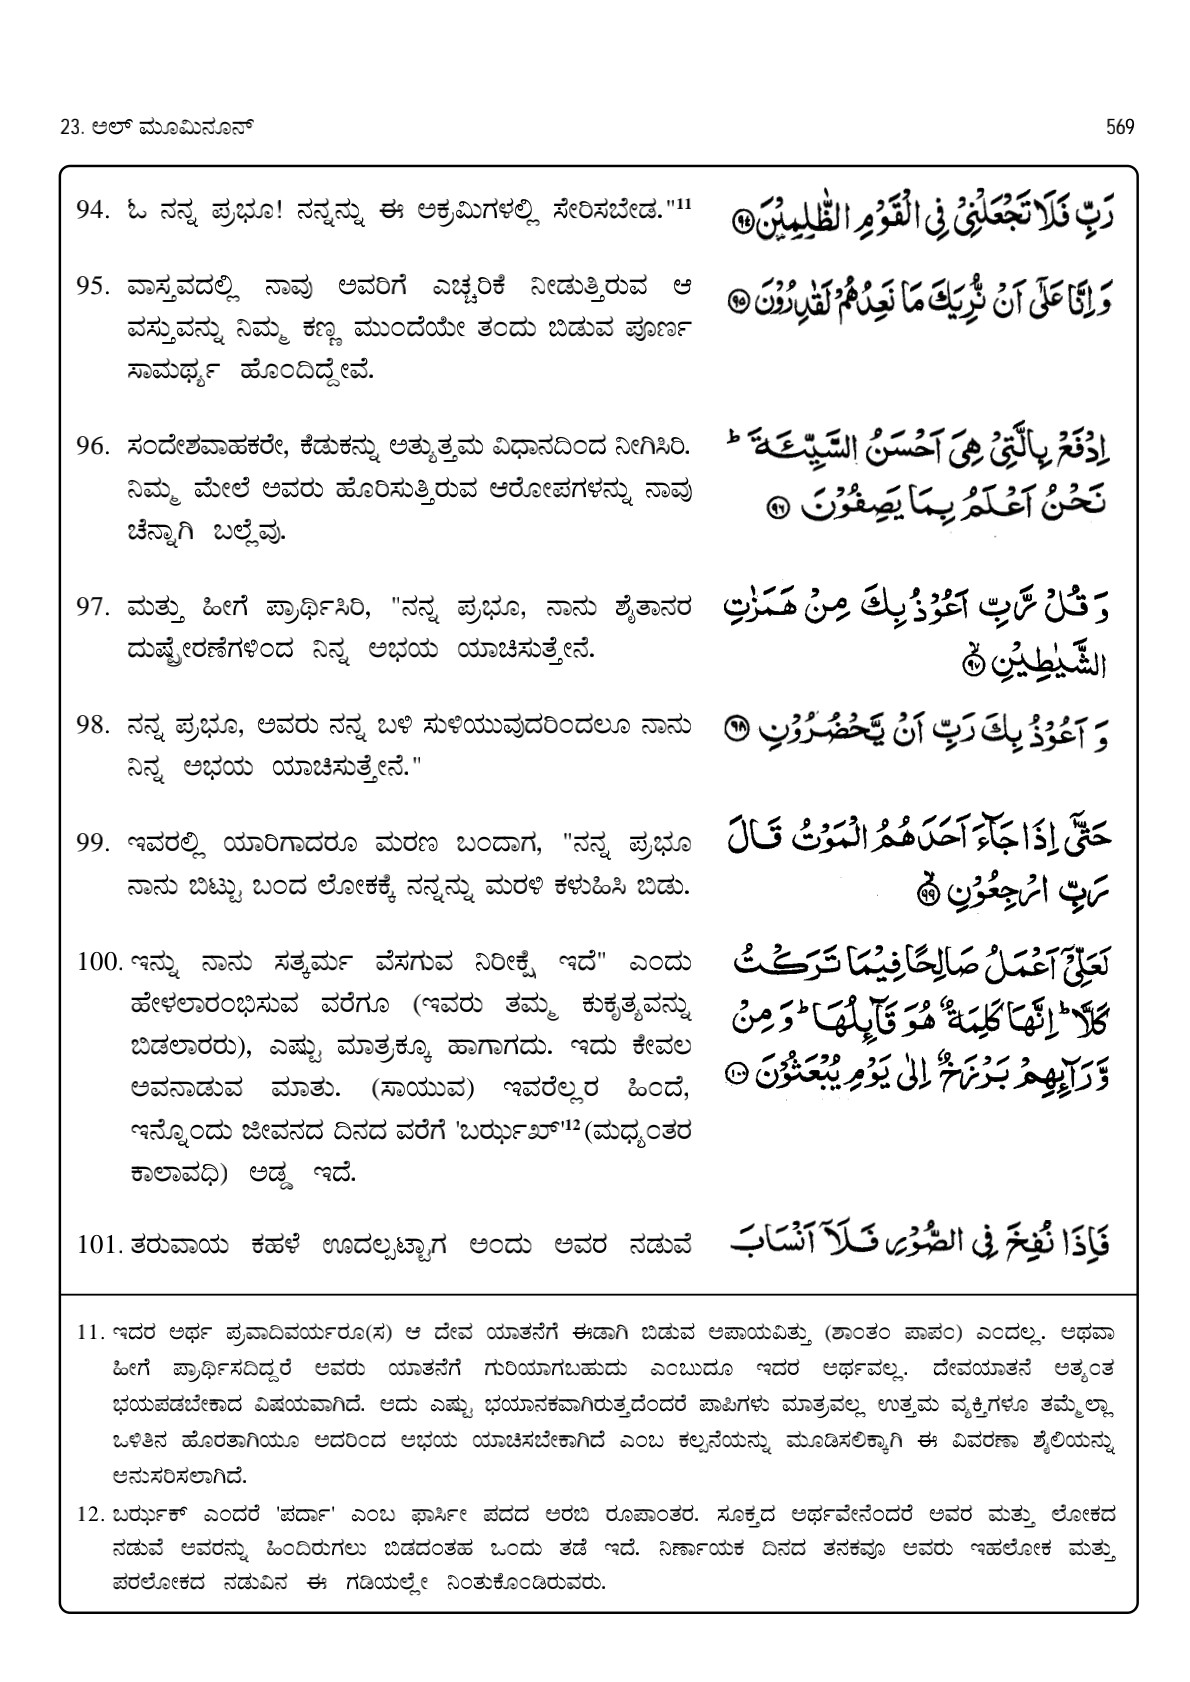 23. ಅಲ್ ಮೂಮಿನೂನ್
569
94. ಓ ನನ್ನ ಪ್ರಭೂ! ನನ್ನನ್ನು ಈ ಅಕ್ರಮಿಗಳಲ್ಲಿ ಸೇರಿಸಬೇಡ."¹¹
رَبِّ فَلَا تَجْعَلْنِیْ فِی الْقَوْمِ الظّٰلِمِیْنَ ﴿۹٤﴾
95. ವಾಸ್ತವದಲ್ಲಿ ನಾವು ಅವರಿಗೆ ಎಚ್ಚರಿಕೆ ನೀಡುತ್ತಿರುವ ಆ
ವಸ್ತುವನ್ನು ನಿಮ್ಮ ಕಣ್ಣ ಮುಂದೆಯೇ ತಂದು ಬಿಡುವ ಪೂರ್ಣ
ಸಾಮರ್ಥ್ಯ ಹೊಂದಿದ್ದೇವೆ.
وَ اِنَّا عَلٰٓی اَنْ نُّرِیَكَ مَا نَعِدُهُمْ لَقٰدِرُوْنَ ﴿۹۵﴾
96. ಸಂದೇಶವಾಹಕರೇ, ಕೆಡುಕನ್ನು ಅತ್ಯುತ್ತಮ ವಿಧಾನದಿಂದ ನೀಗಿಸಿರಿ.
ನಿಮ್ಮ ಮೇಲೆ ಅವರು ಹೊರಿಸುತ್ತಿರುವ ಆರೋಪಗಳನ್ನು ನಾವು
ಚೆನ್ನಾಗಿ ಬಲ್ಲೆವು.
اِدْفَعْ بِالَّتِیْ هِیَ اَحْسَنُ السَّیِّئَةَ ؕ
نَحْنُ اَعْلَمُ بِمَا یَصِفُوْنَ ﴿۹٦﴾
97. ಮತ್ತು ಹೀಗೆ ಪ್ರಾರ್ಥಿಸಿರಿ, "ನನ್ನ ಪ್ರಭೂ, ನಾನು ಶೈತಾನರ
ದುಷ್ಪ್ರೇರಣೆಗಳಿಂದ ನಿನ್ನ ಅಭಯ ಯಾಚಿಸುತ್ತೇನೆ.
وَ قُلْ رَّبِّ اَعُوْذُ بِكَ مِنْ هَمَزٰتِ
الشَّیٰطِیْنِ ﴿۹۷﴾
98. ನನ್ನ ಪ್ರಭೂ, ಅವರು ನನ್ನ ಬಳಿ ಸುಳಿಯುವುದರಿಂದಲೂ ನಾನು
ನಿನ್ನ ಅಭಯ ಯಾಚಿಸುತ್ತೇನೆ."
وَ اَعُوْذُ بِكَ رَبِّ اَنْ یَّحْضُرُوْنِ ﴿۹۸﴾
99. ಇವರಲ್ಲಿ ಯಾರಿಗಾದರೂ ಮರಣ ಬಂದಾಗ, "ನನ್ನ ಪ್ರಭೂ
ನಾನು ಬಿಟ್ಟು ಬಂದ ಲೋಕಕ್ಕೆ ನನ್ನನ್ನು ಮರಳಿ ಕಳುಹಿಸಿ ಬಿಡು.
حَتّٰۤی اِذَا جَآءَ اَحَدَهُمُ الْمَوْتُ قَالَ
رَبِّ ارْجِعُوْنِ ﴿۹۹﴾
100. ಇನ್ನು ನಾನು ಸತ್ಕರ್ಮ ವೆಸಗುವ ನಿರೀಕ್ಷೆ ಇದೆ" ಎಂದು
ಹೇಳಲಾರಂಭಿಸುವ ವರೆಗೂ (ಇವರು ತಮ್ಮ ಕುಕೃತ್ಯವನ್ನು
ಬಿಡಲಾರರು), ಎಷ್ಟು ಮಾತ್ರಕ್ಕೂ ಹಾಗಾಗದು. ಇದು ಕೇವಲ
ಅವನಾಡುವ ಮಾತು. (ಸಾಯುವ) ಇವರೆಲ್ಲರ ಹಿಂದೆ,
ಇನ್ನೊಂದು ಜೀವನದ ದಿನದ ವರೆಗೆ 'ಬರ್ಝಖ್'¹² (ಮಧ್ಯಂತರ
ಕಾಲಾವಧಿ) ಅಡ್ಡ ಇದೆ.
لَعَلِّیْۤ اَعْمَلُ صَالِحًا فِیْمَا تَرَكْتُ
كَلَّا ؕ اِنَّهَا كَلِمَةٌ هُوَ قَآىِٕلُهَا ؕ وَ مِنْ
وَّرَآىِٕهِمْ بَرْزَخٌ اِلٰی یَوْمِ یُبْعَثُوْنَ ﴿۱۰۰﴾
101. ತರುವಾಯ ಕಹಳೆ ಊದಲ್ಪಟ್ಟಾಗ ಅಂದು ಅವರ ನಡುವೆ
فَاِذَا نُفِخَ فِی الصُّوْرِ فَلَاۤ اَنْسَابَ
11. ಇದರ ಅರ್ಥ ಪ್ರವಾದಿವರ್ಯರೂ(ಸ) ಆ ದೇವ ಯಾತನೆಗೆ ಈಡಾಗಿ ಬಿಡುವ ಅಪಾಯವಿತ್ತು (ಶಾಂತಂ ಪಾಪಂ) ಎಂದಲ್ಲ. ಅಥವಾ
ಹೀಗೆ ಪ್ರಾರ್ಥಿಸದಿದ್ದರೆ ಅವರು ಯಾತನೆಗೆ ಗುರಿಯಾಗಬಹುದು ಎಂಬುದೂ ಇದರ ಅರ್ಥವಲ್ಲ. ದೇವಯಾತನೆ ಅತ್ಯಂತ
ಭಯಪಡಬೇಕಾದ ವಿಷಯವಾಗಿದೆ. ಅದು ಎಷ್ಟು ಭಯಾನಕವಾಗಿರುತ್ತದೆಂದರೆ ಪಾಪಿಗಳು ಮಾತ್ರವಲ್ಲ ಉತ್ತಮ ವ್ಯಕ್ತಿಗಳೂ ತಮ್ಮೆಲ್ಲಾ
ಒಳಿತಿನ ಹೊರತಾಗಿಯೂ ಅದರಿಂದ ಅಭಯ ಯಾಚಿಸಬೇಕಾಗಿದೆ ಎಂಬ ಕಲ್ಪನೆಯನ್ನು ಮೂಡಿಸಲಿಕ್ಕಾಗಿ ಈ ವಿವರಣಾ ಶೈಲಿಯನ್ನು
ಅನುಸರಿಸಲಾಗಿದೆ.
12. ಬರ್ಝಕ್ ಎಂದರೆ 'ಪರ್ದಾ' ಎಂಬ ಫಾರ್ಸೀ ಪದದ ಅರಬಿ ರೂಪಾಂತರ. ಸೂಕ್ತದ ಅರ್ಥವೇನೆಂದರೆ ಅವರ ಮತ್ತು ಲೋಕದ
ನಡುವೆ ಅವರನ್ನು ಹಿಂದಿರುಗಲು ಬಿಡದಂತಹ ಒಂದು ತಡೆ ಇದೆ. ನಿರ್ಣಾಯಕ ದಿನದ ತನಕವೂ ಅವರು ಇಹಲೋಕ ಮತ್ತು
ಪರಲೋಕದ ನಡುವಿನ ಈ ಗಡಿಯಲ್ಲೇ ನಿಂತುಕೊಂಡಿರುವರು.